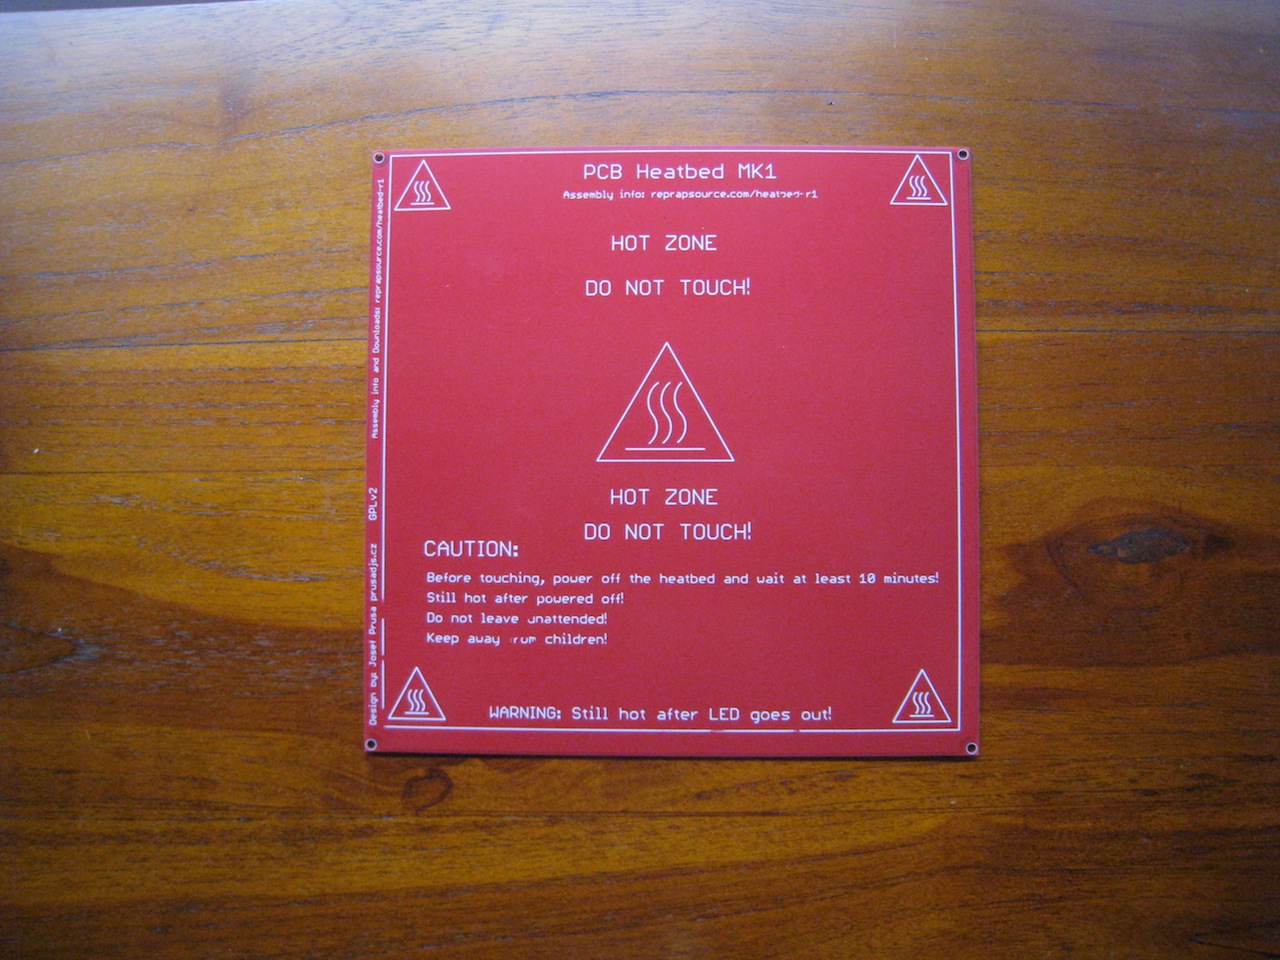 PCB Heatbed MK1
Assembly info: reprapsource.com/heatbed-r1
HOT ZONE
DO NOT TOUCH!
HOT ZONE
DO NOT TOUCH!
CAUTION:
Before touching, power off the heatbed and wait at least 10 minutes!
Still hot after powered off!
Do not leave unattended!
Keep away from children!
WARNING: Still hot after LED goes out!
Design by: Josef Prusa prusadjs.cz GPLv2 Assembly info and Downloads: reprapsource.com/heatbed-r1